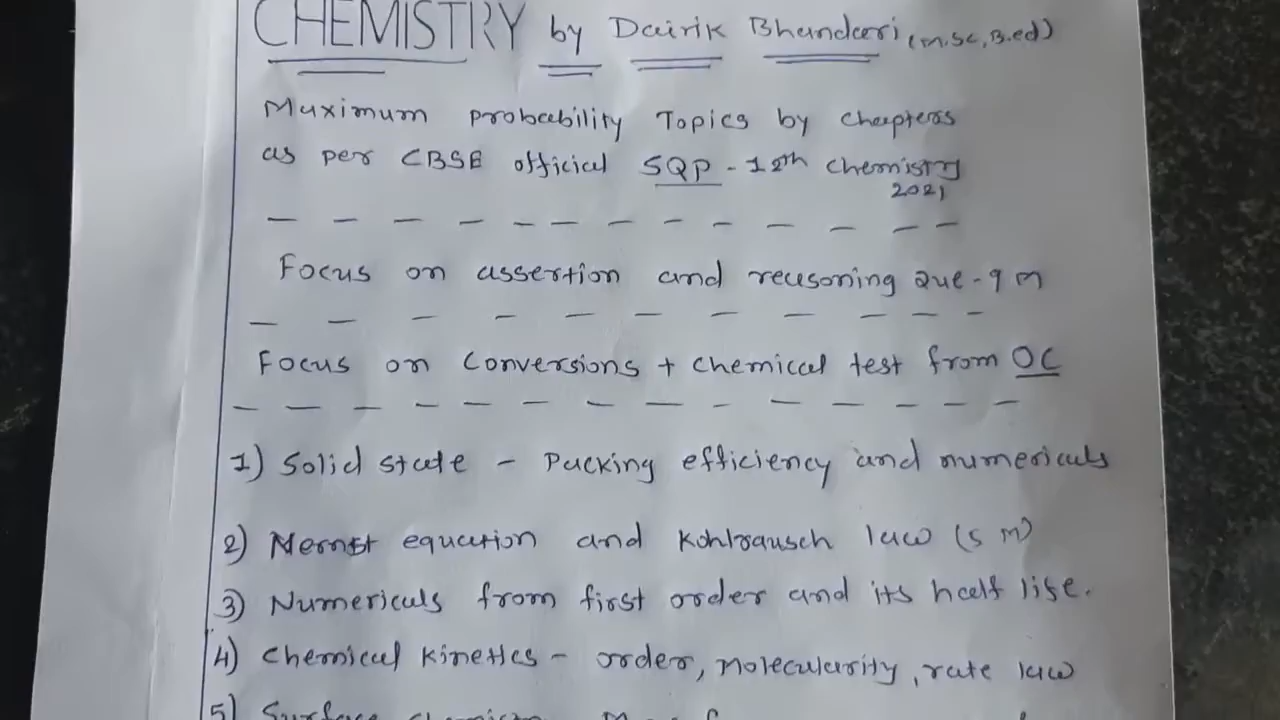 CHEMISTRY by Dairik Bhanderi (M.Sc, B.ed)
Maximum probability Topics by chapters
as per CBSE official SQP - 12th chemistry
2021
Focus on assertion and reasoning Que - 9 m
Focus on conversions + chemical test from OC
1) Solid state - Packing efficiency and numericals
2) Nernst equation and Kohlrausch law (5 m)
3) Numericals from first order and its half life.
4) Chemical kinetics - order, molecularity, rate law
5) Surface